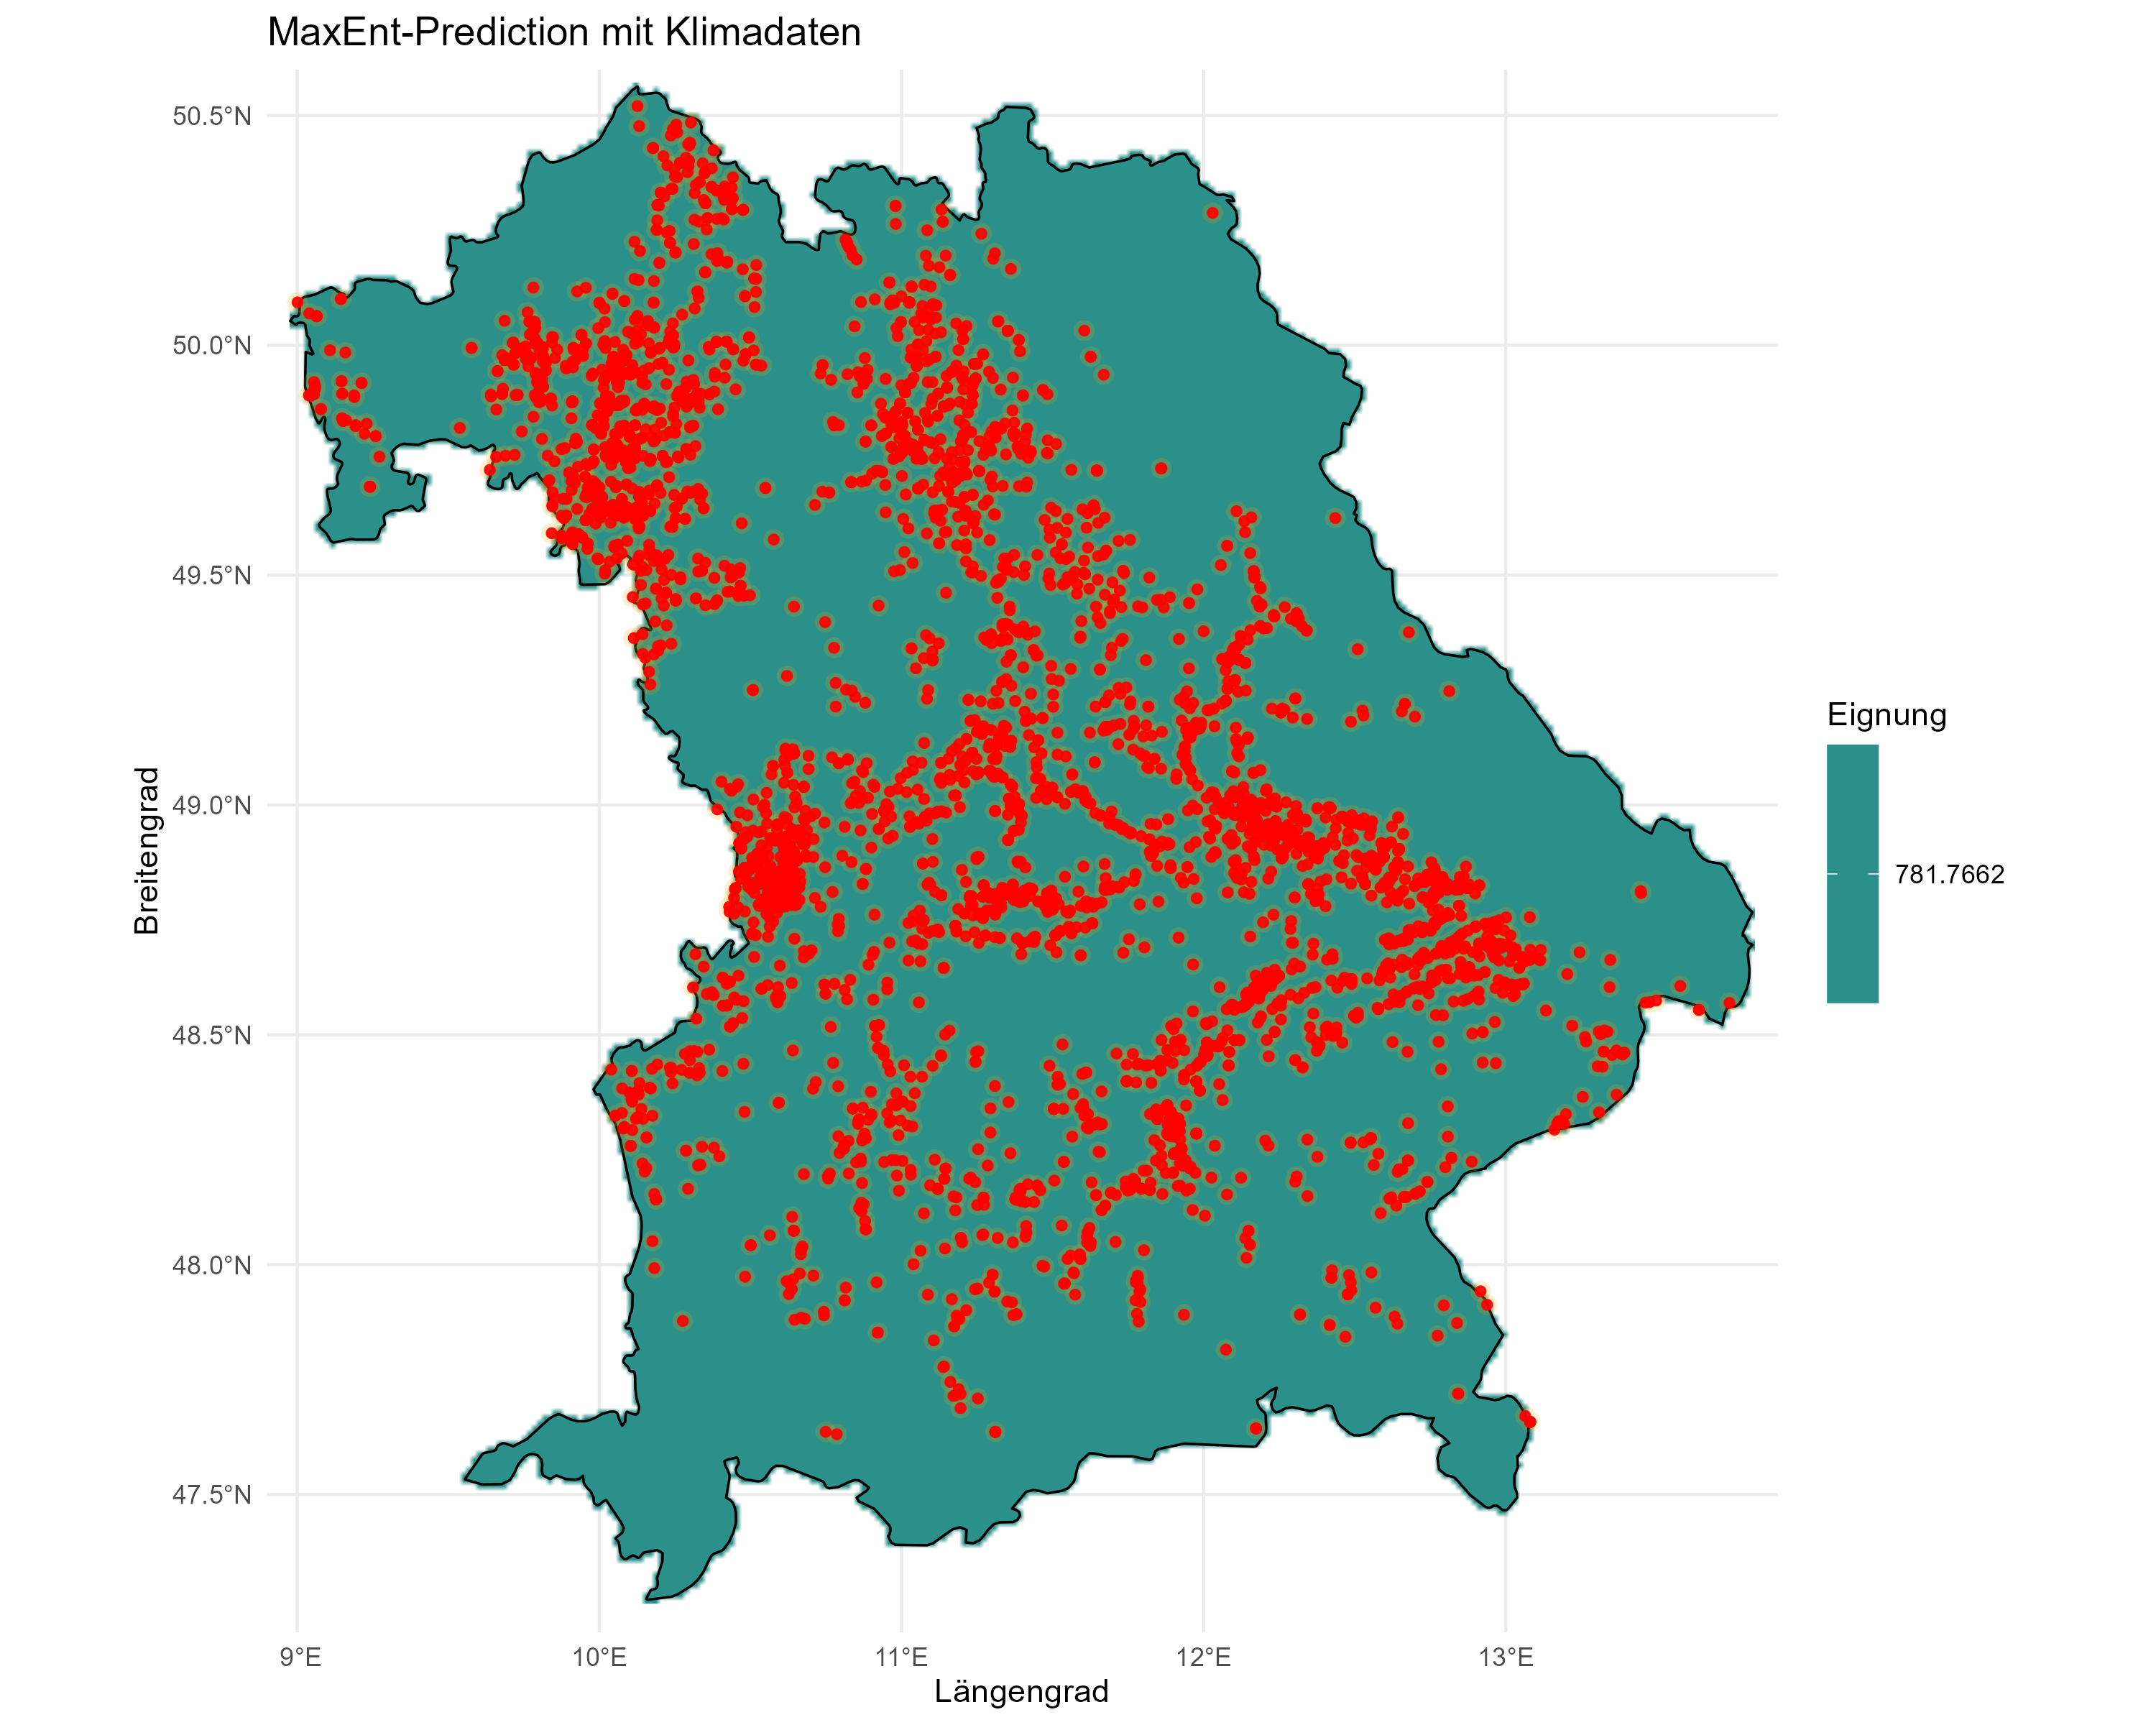 MaxEnt-Prediction mit Klimadaten
50.5°N
50.0°N
49.5°N
49.0°N
48.5°N
48.0°N
47.5°N
Breitengrad
9°E
10°E
11°E
12°E
13°E
Längengrad
Eignung
781.7662